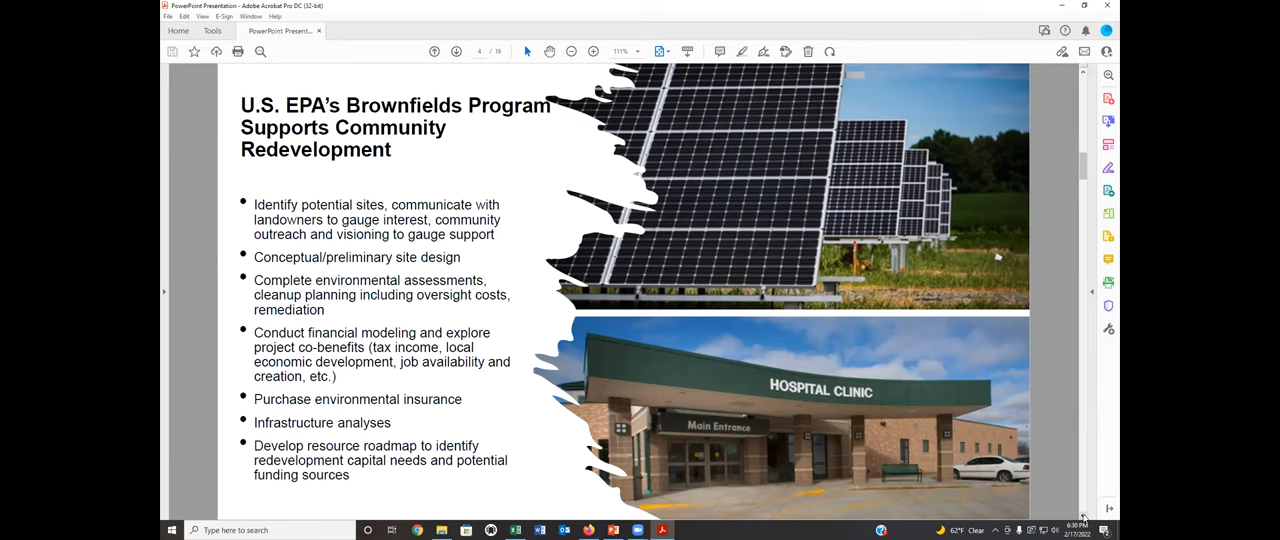 PowerPoint Presentation - Adobe Acrobat Pro DC (32-bit)
File Edit View E-Sign Window Help
Home Tools PowerPoint Present... ×
4 / 16 111%
U.S. EPA's Brownfields Program
Supports Community
Redevelopment
• Identify potential sites, communicate with
landowners to gauge interest, community
outreach and visioning to gauge support
• Conceptual/preliminary site design
• Complete environmental assessments,
cleanup planning including oversight costs,
remediation
• Conduct financial modeling and explore
project co-benefits (tax income, local
economic development, job availability and
creation, etc.)
• Purchase environmental insurance
• Infrastructure analyses
• Develop resource roadmap to identify
redevelopment capital needs and potential
funding sources
HOSPITAL CLINIC
Main Entrance
Type here to search
62°F Clear
6:30 PM
2/17/2022